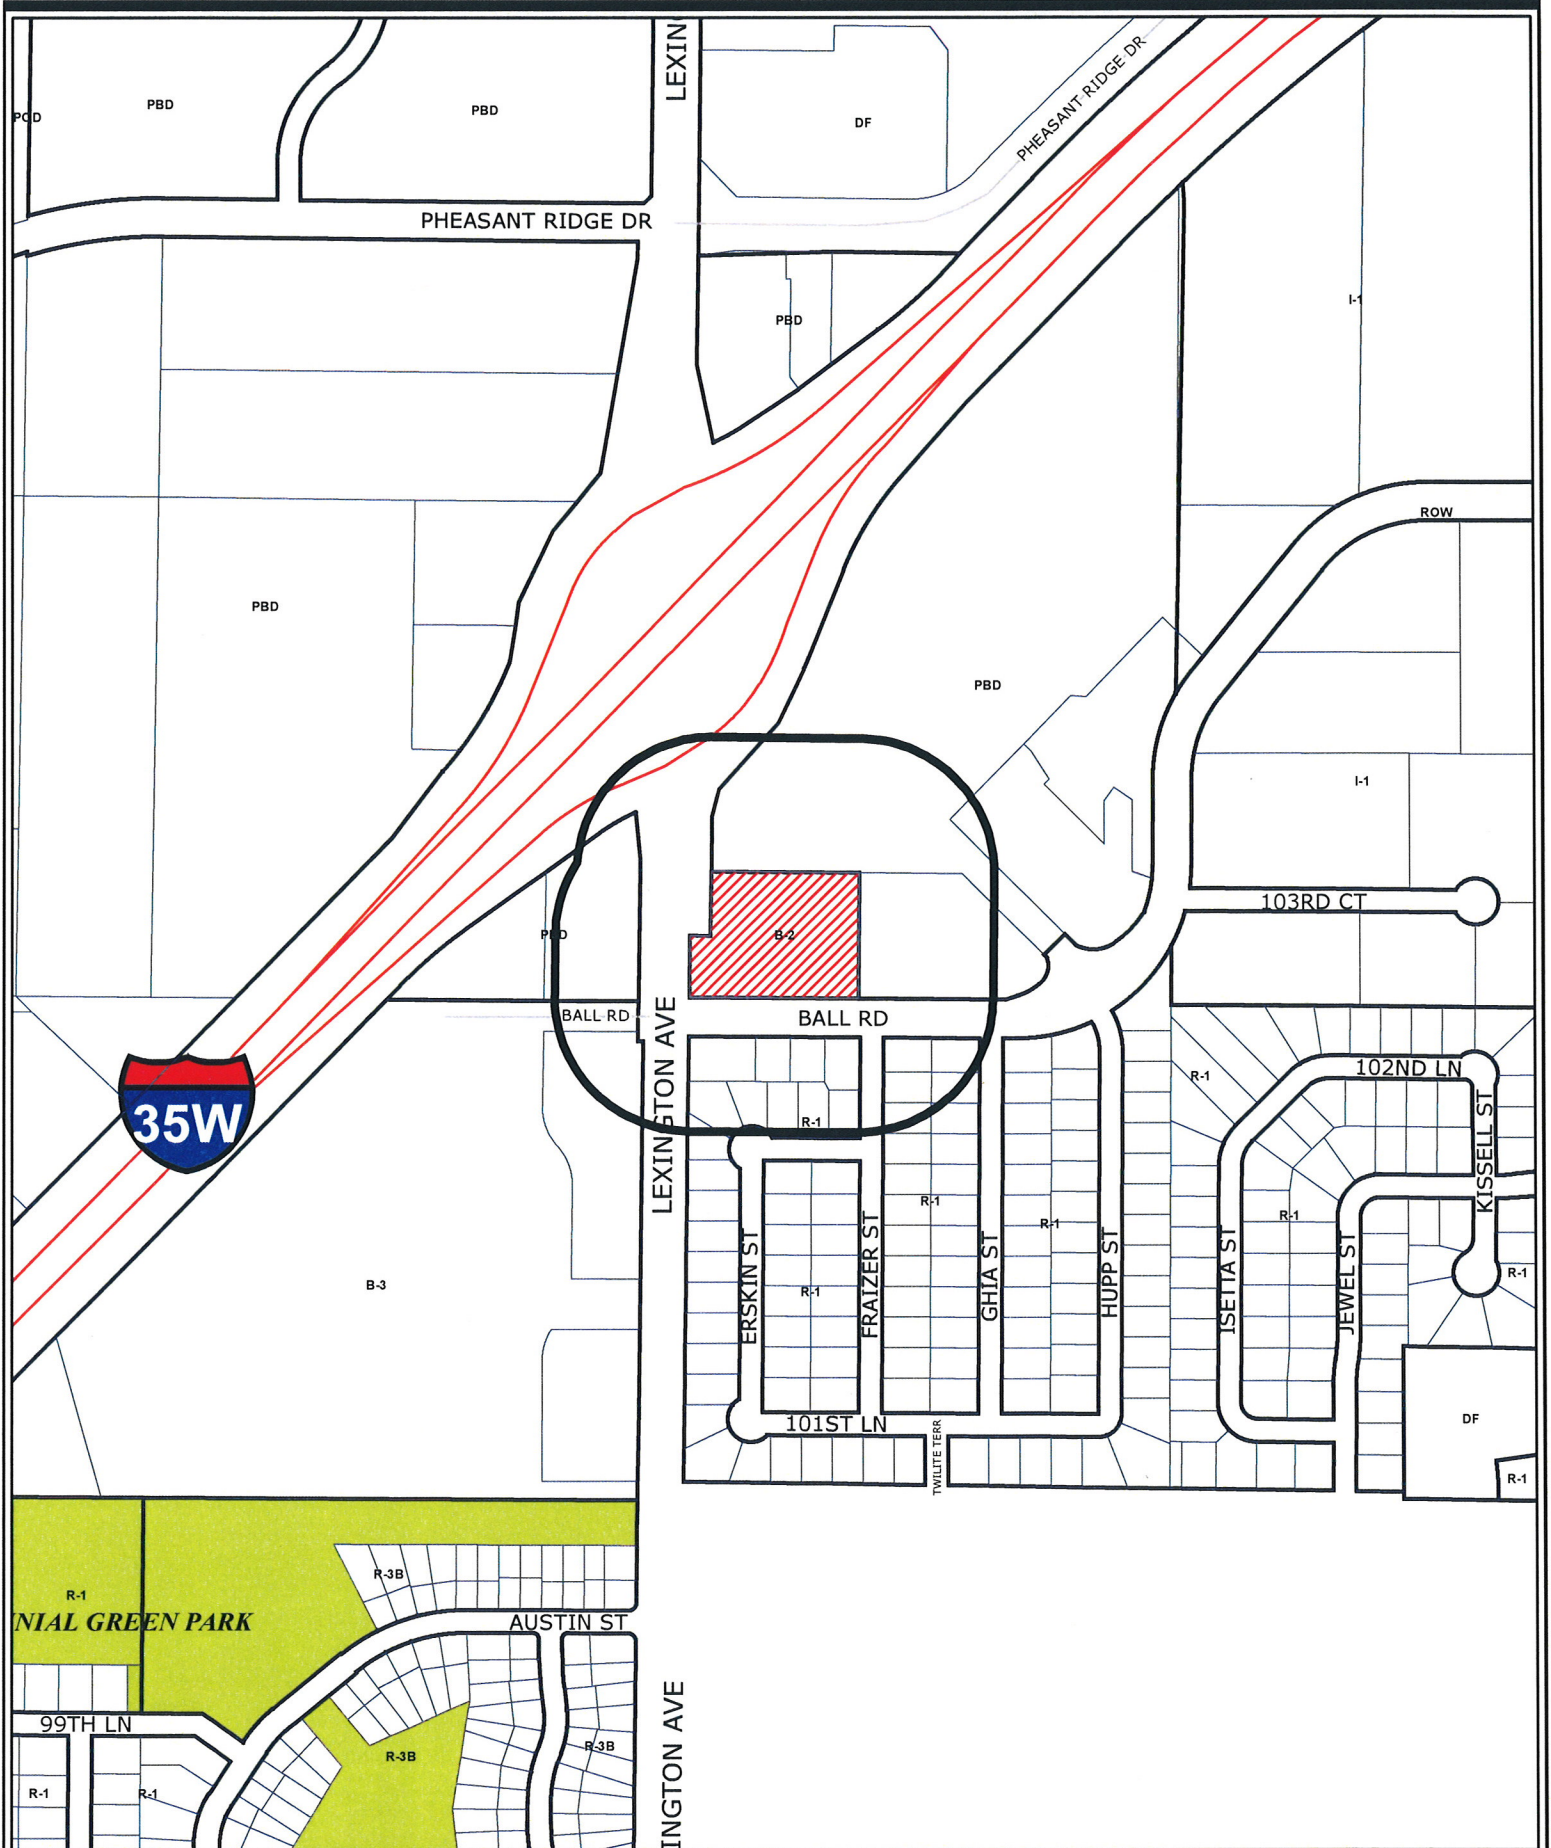 LEXIN
PHEASANT RIDGE DR
PBD
PBD
DF
PHEASANT RIDGE DR
PBD
I-1
ROW
PBD
PBD
I-1
103RD CT
B-2
BALL RD
BALL RD
LEXINGTON AVE
35W
R-1
102ND LN
KISSELL ST
R-1
R-1
R-1
R-1
R-1
R-1
B-3
ERSKIN ST
FRAIZER ST
GHIA ST
HUPP ST
ISETTA ST
JEWEL ST
101ST LN
TWILITE TERR
DF
R-1
R-3B
R-1
NIAL GREEN PARK
AUSTIN ST
99TH LN
R-3B
R-3B
R-1
R-1
INGTON AVE